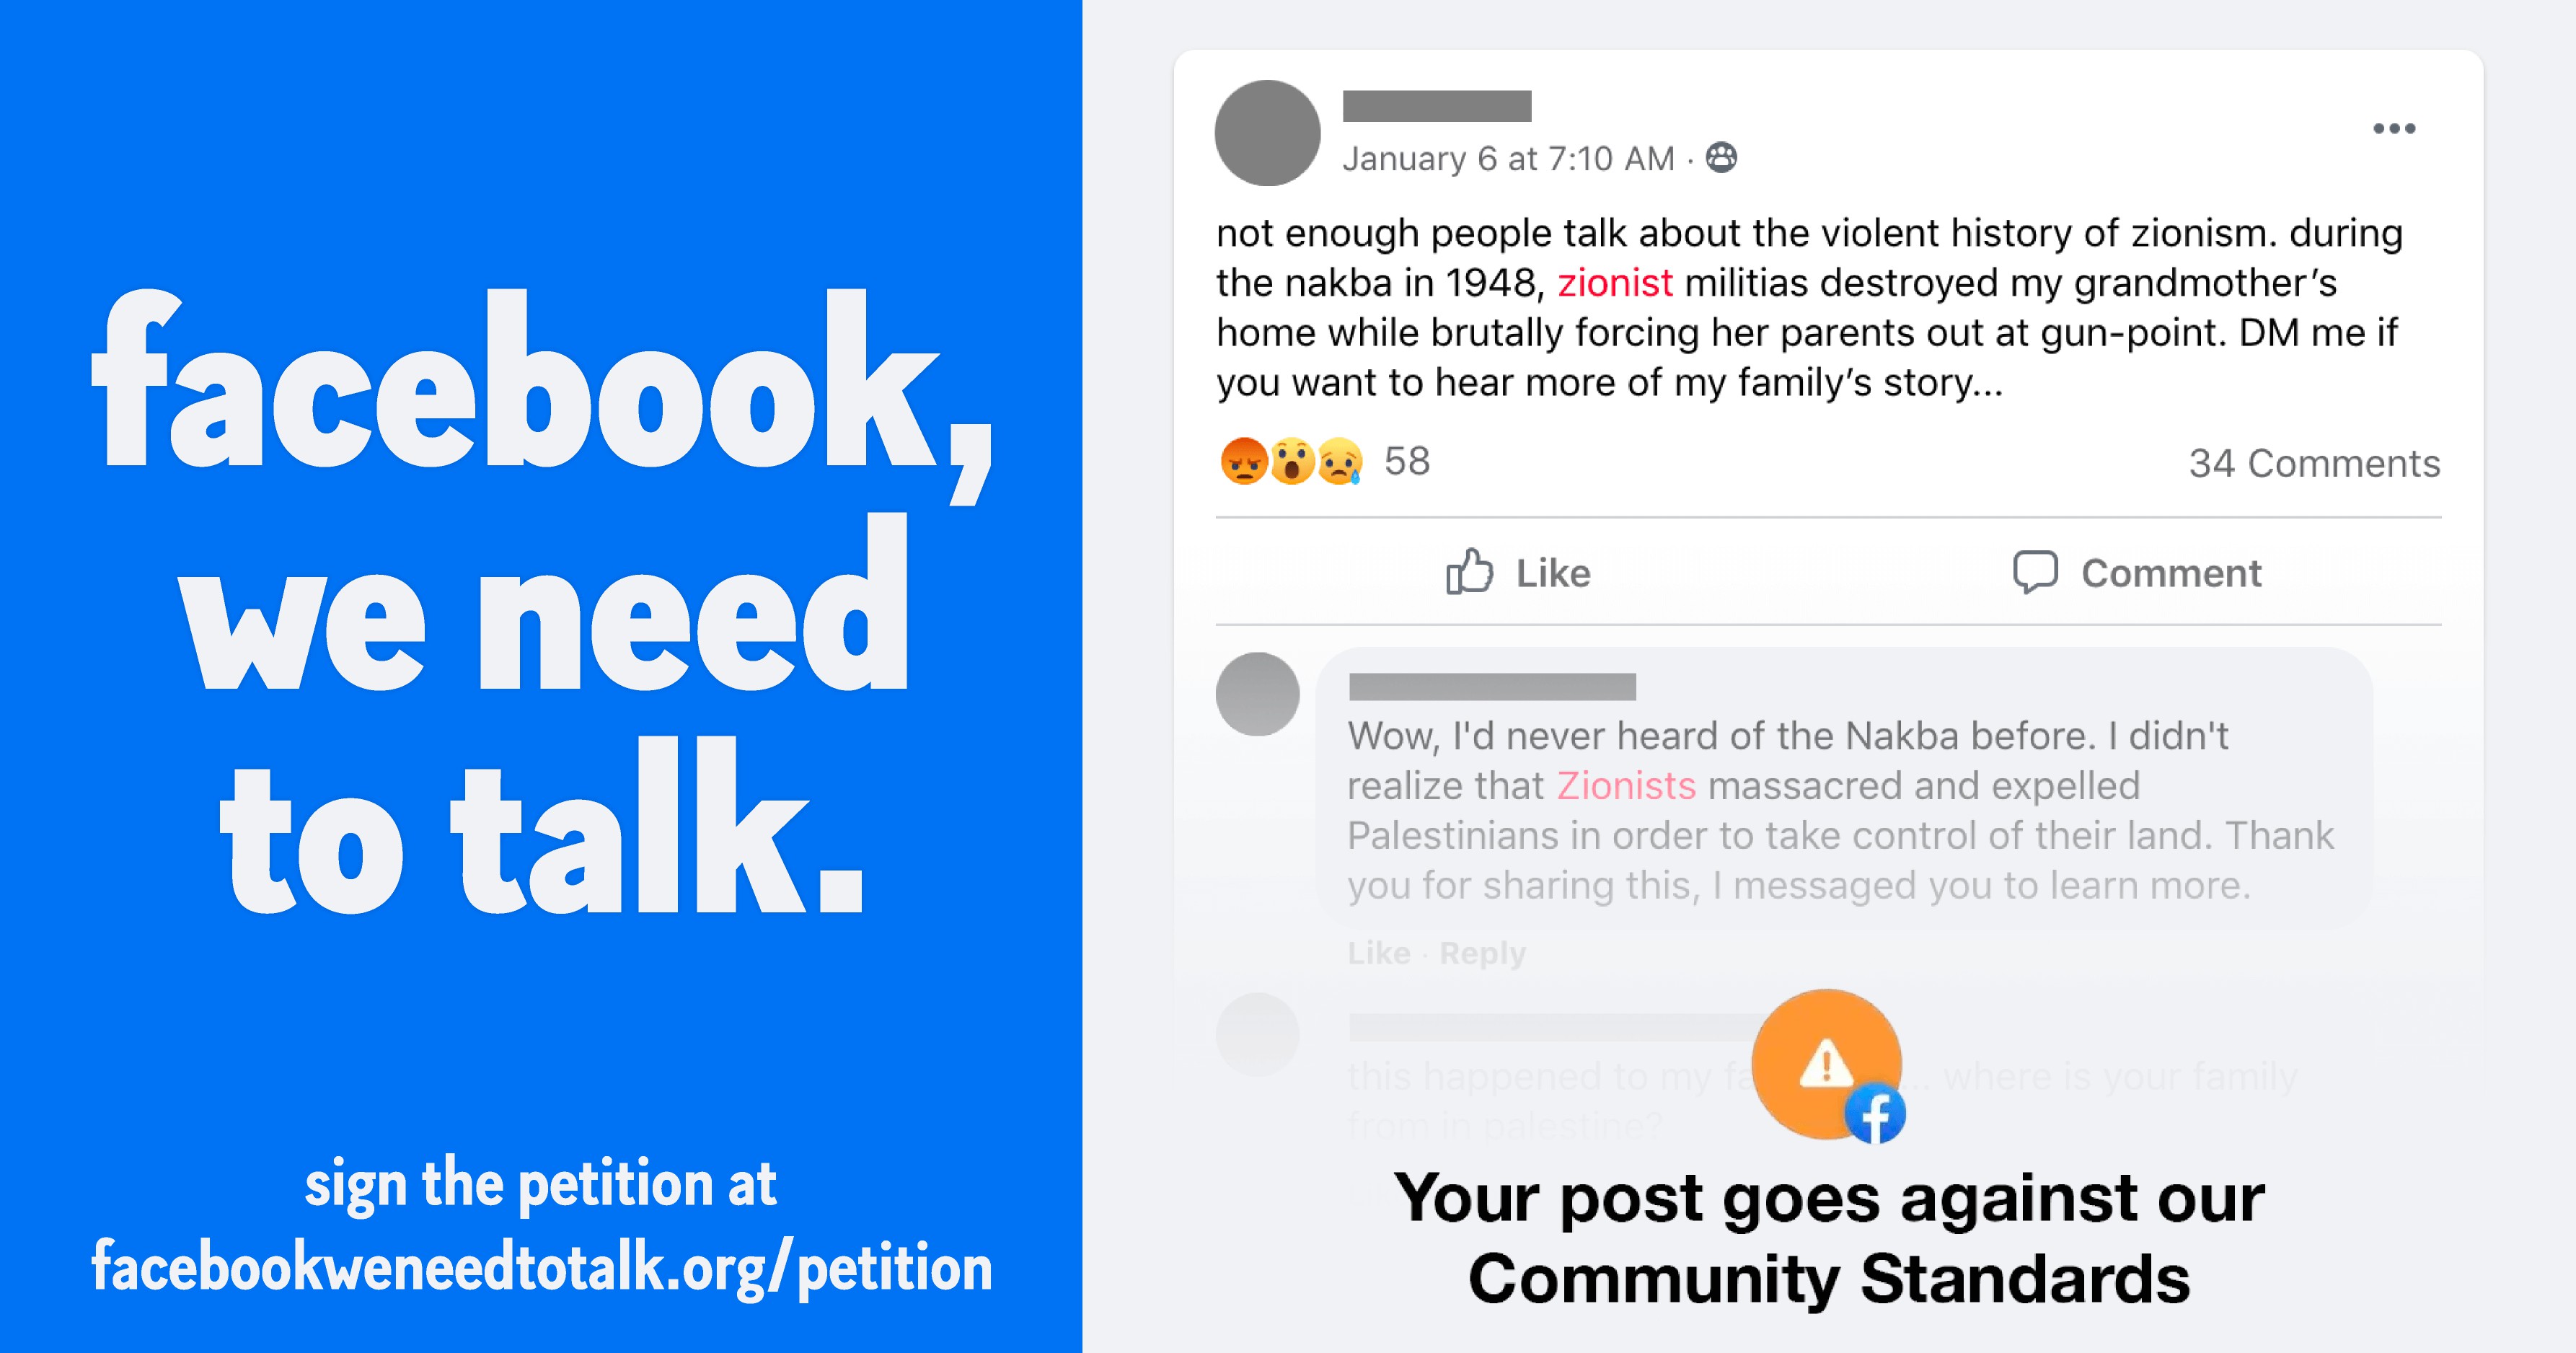 facebook,
we need
to talk.
sign the petition at
facebookweneedtotalk.org/petition
January 6 at 7:10 AM ·
not enough people talk about the violent history of zionism. during
the nakba in 1948, zionist militias destroyed my grandmother's
home while brutally forcing her parents out at gun-point. DM me if
you want to hear more of my family's story...
58
34 Comments
Like
Comment
Wow, I'd never heard of the Nakba before. I didn't
realize that Zionists massacred and expelled
Palestinians in order to take control of their land. Thank
you for sharing this, I messaged you to learn more.
Like · Reply
this happened to my ... where is your family
from in palestine?
Your post goes against our
Community Standards